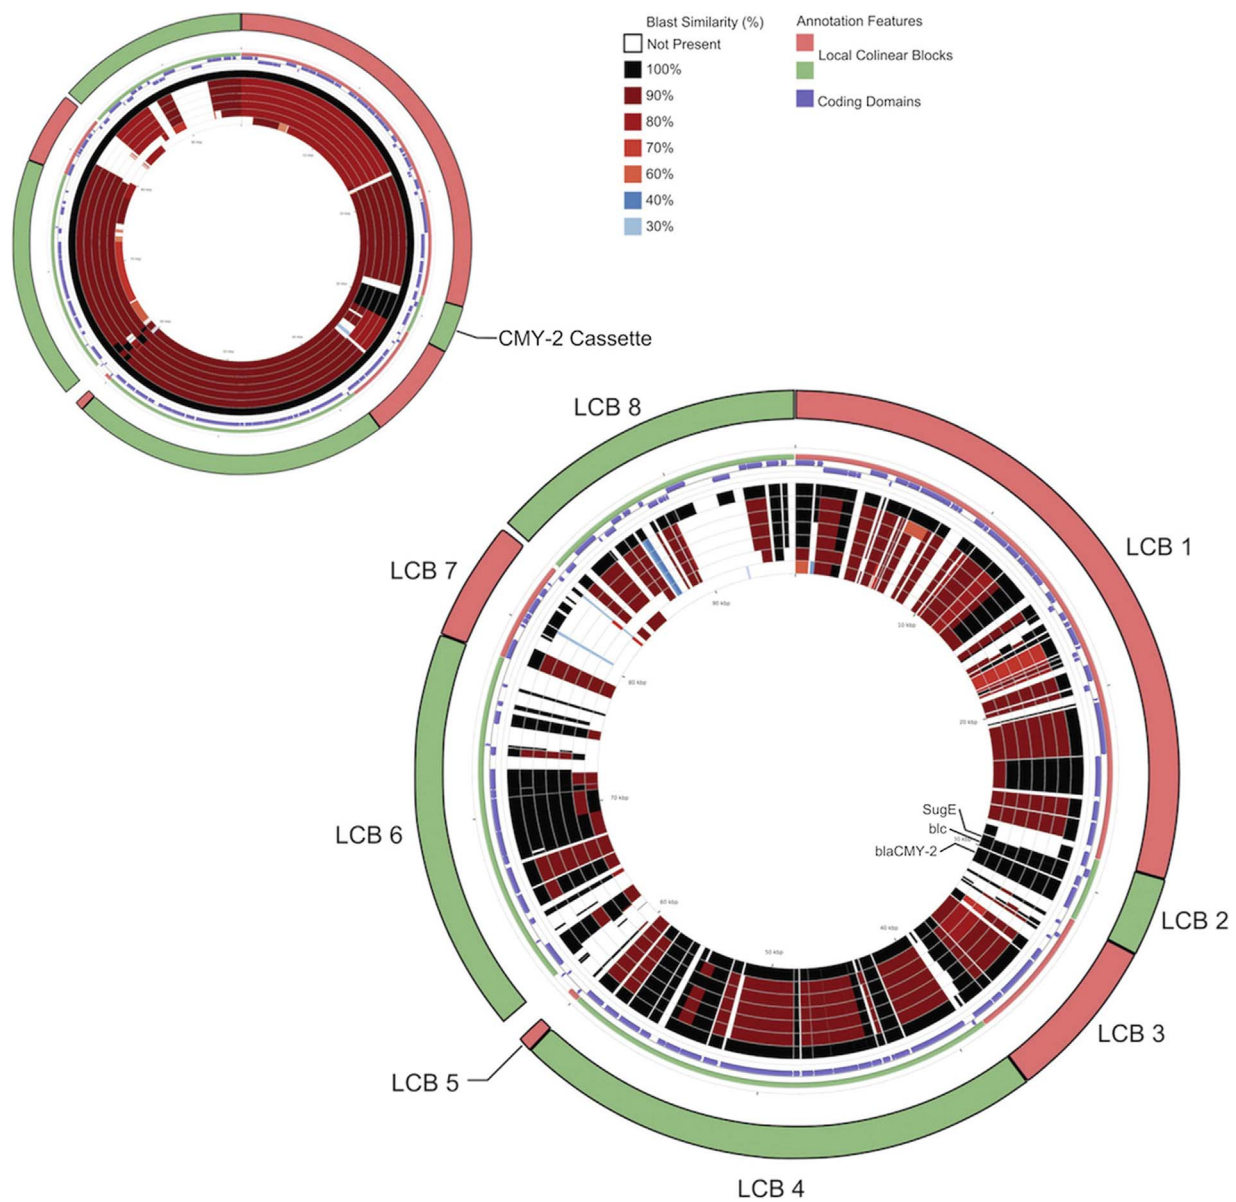 Blast Similarity (%)
Not Present
100%
90%
80%
70%
60%
40%
30%
Annotation Features
Local Colinear Blocks
Coding Domains
CMY-2 Cassette
LCB 8
LCB 1
LCB 7
LCB 6
LCB 2
LCB 3
LCB 5
LCB 4
SugE
blc
blaCMY-2
10 kbp
20 kbp
40 kbp
50 kbp
60 kbp
70 kbp
80 kbp
90 kbp